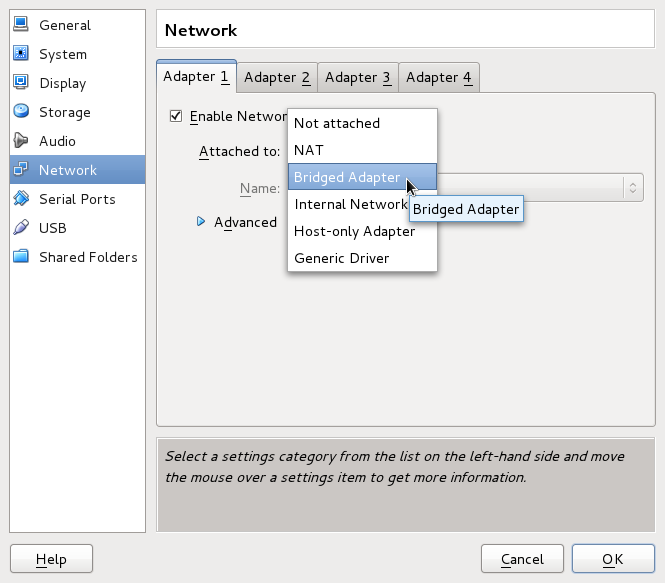 General
System
Display
Storage
Audio
Network
Serial Ports
USB
Shared Folders
Network
Adapter 1 Adapter 2 Adapter 3 Adapter 4
Enable Networ
Attached to:
Not attached
NAT
Bridged Adapter
Internal Network
Host-only Adapter
Generic Driver
Bridged Adapter
Name:
Advanced
Select a settings category from the list on the left-hand side and move
the mouse over a settings item to get more information.
Help Cancel OK